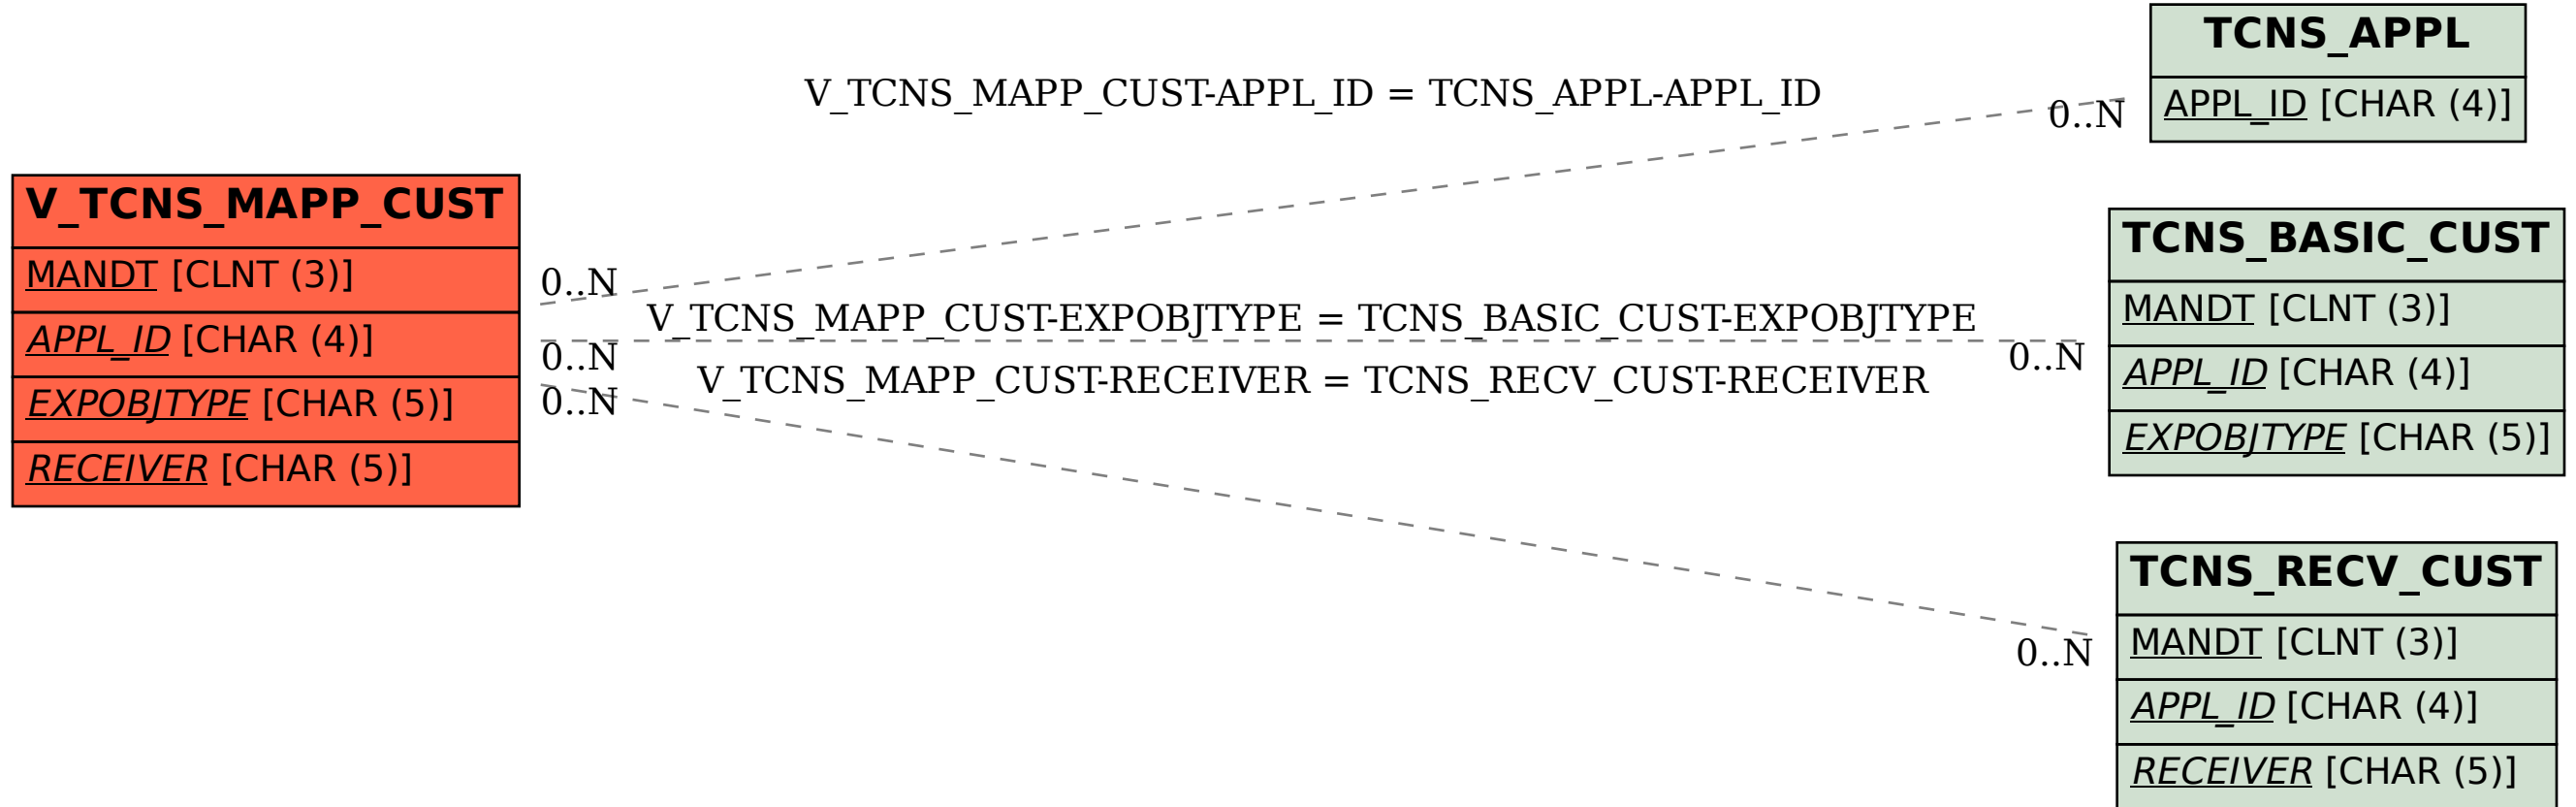 TCNS_APPL
APPL_ID [CHAR (4)]
V_TCNS_MAPP_CUST-APPL_ID = TCNS_APPL-APPL_ID
0..N
V_TCNS_MAPP_CUST
MANDT [CLNT (3)]
APPL_ID [CHAR (4)]
EXPOBJTYPE [CHAR (5)]
RECEIVER [CHAR (5)]
0..N
V_TCNS_MAPP_CUST-EXPOBJTYPE = TCNS_BASIC_CUST-EXPOBJTYPE
0..N
0..N
V_TCNS_MAPP_CUST-RECEIVER = TCNS_RECV_CUST-RECEIVER
0..N
TCNS_BASIC_CUST
MANDT [CLNT (3)]
APPL_ID [CHAR (4)]
EXPOBJTYPE [CHAR (5)]
0..N
TCNS_RECV_CUST
MANDT [CLNT (3)]
APPL_ID [CHAR (4)]
RECEIVER [CHAR (5)]